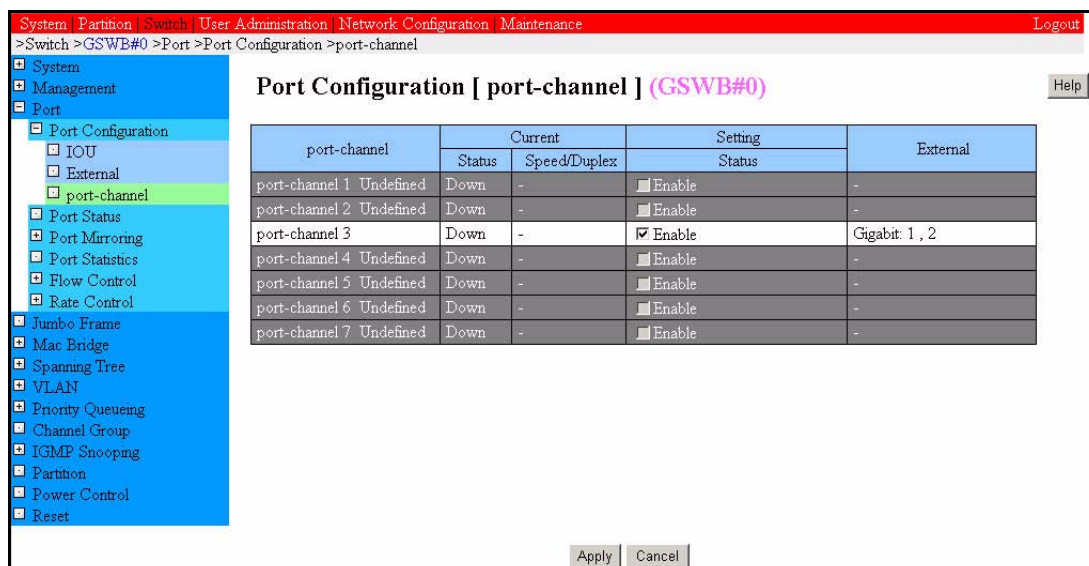 System | Partition | Switch | User Administration | Network Configuration | Maintenance Logout
>Switch >GSWB#0 >Port >Port Configuration >port-channel
System
Management
Port
Port Configuration
IOU
External
port-channel
Port Status
Port Mirroring
Port Statistics
Flow Control
Rate Control
Jumbo Frame
Mac Bridge
Spanning Tree
VLAN
Priority Queueing
Channel Group
IGMP Snooping
Partition
Power Control
Reset
Port Configuration [ port-channel ] (GSWB#0)
Help
port-channel Current Setting External
Status Speed/Duplex Status
port-channel 1 Undefined Down - Enable -
port-channel 2 Undefined Down - Enable -
port-channel 3 Down - Enable Gigabit: 1 , 2
port-channel 4 Undefined Down - Enable -
port-channel 5 Undefined Down - Enable -
port-channel 6 Undefined Down - Enable -
port-channel 7 Undefined Down - Enable -
Apply Cancel